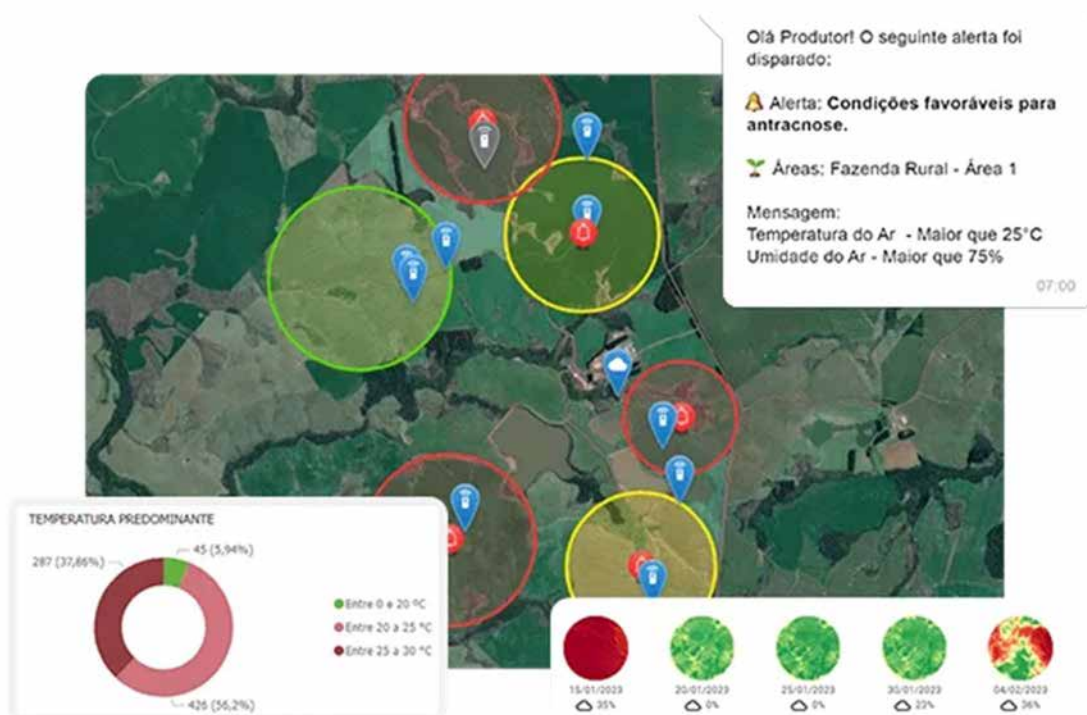 Olá Produtor! O seguinte alerta foi
disparado:
Alerta: Condições favoráveis para
antracnose.
Áreas: Fazenda Rural - Área 1
Mensagem:
Temperatura do Ar - Maior que 25°C
Umidade do Ar - Maior que 75%
07:00
TEMPERATURA PREDOMINANTE
45 (5,94%)
287 (37,86%)
Entre 0 e 20 °C
Entre 20 a 25 °C
Entre 25 a 30 °C
426 (56,2%)
15/01/2023
20/01/2023
25/01/2023
30/01/2023
04/02/2023
35%
0%
0%
23%
36%